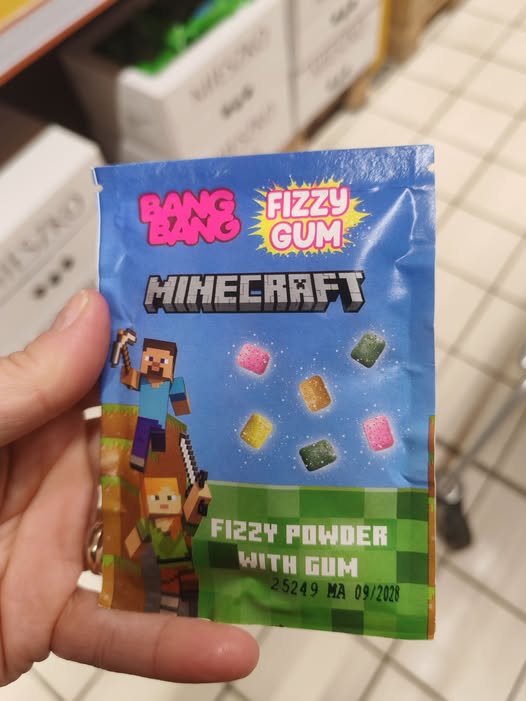 BANG
BANG
FIZZY
GUM
MINECRAFT
FIZZY POWDER
WITH GUM
25249 MA 09/2028